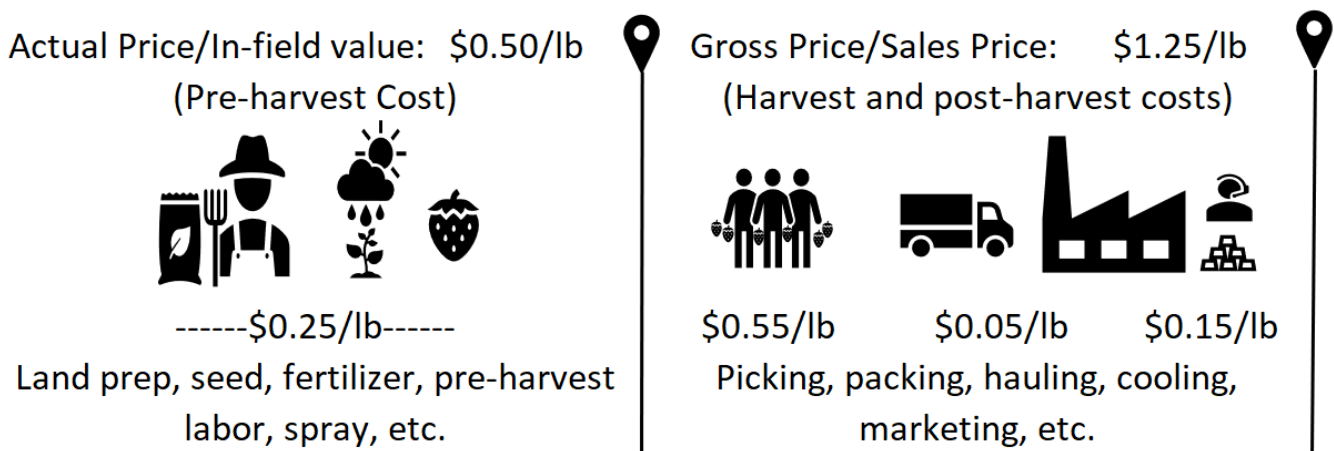 Actual Price/In-field value: $0.50/lb
(Pre-harvest Cost)
------$0.25/lb------
Land prep, seed, fertilizer, pre-harvest
labor, spray, etc.
Gross Price/Sales Price: $1.25/lb
(Harvest and post-harvest costs)
$0.55/lb $0.05/lb $0.15/lb
Picking, packing, hauling, cooling,
marketing, etc.